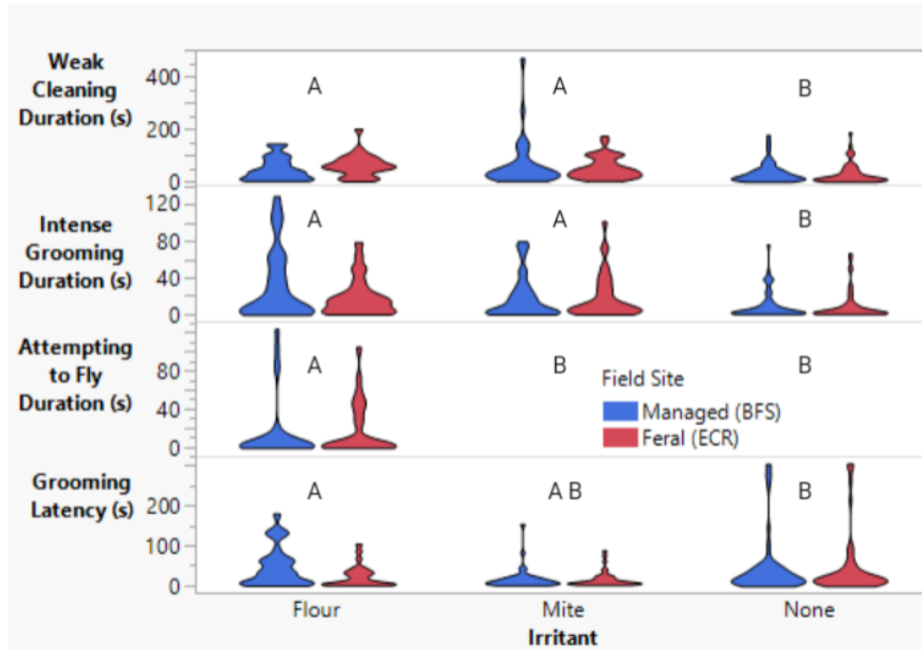 Weak
Cleaning
Duration (s)
400
200
0
A
A
B
Intense
Grooming
Duration (s)
120
80
40
0
A
A
B
Attempting
to Fly
Duration (s)
80
40
0
A
B
B
Field Site
Managed (BFS)
Feral (ECR)
Grooming
Latency (s)
200
100
0
A
A B
B
Flour
Mite
None
Irritant